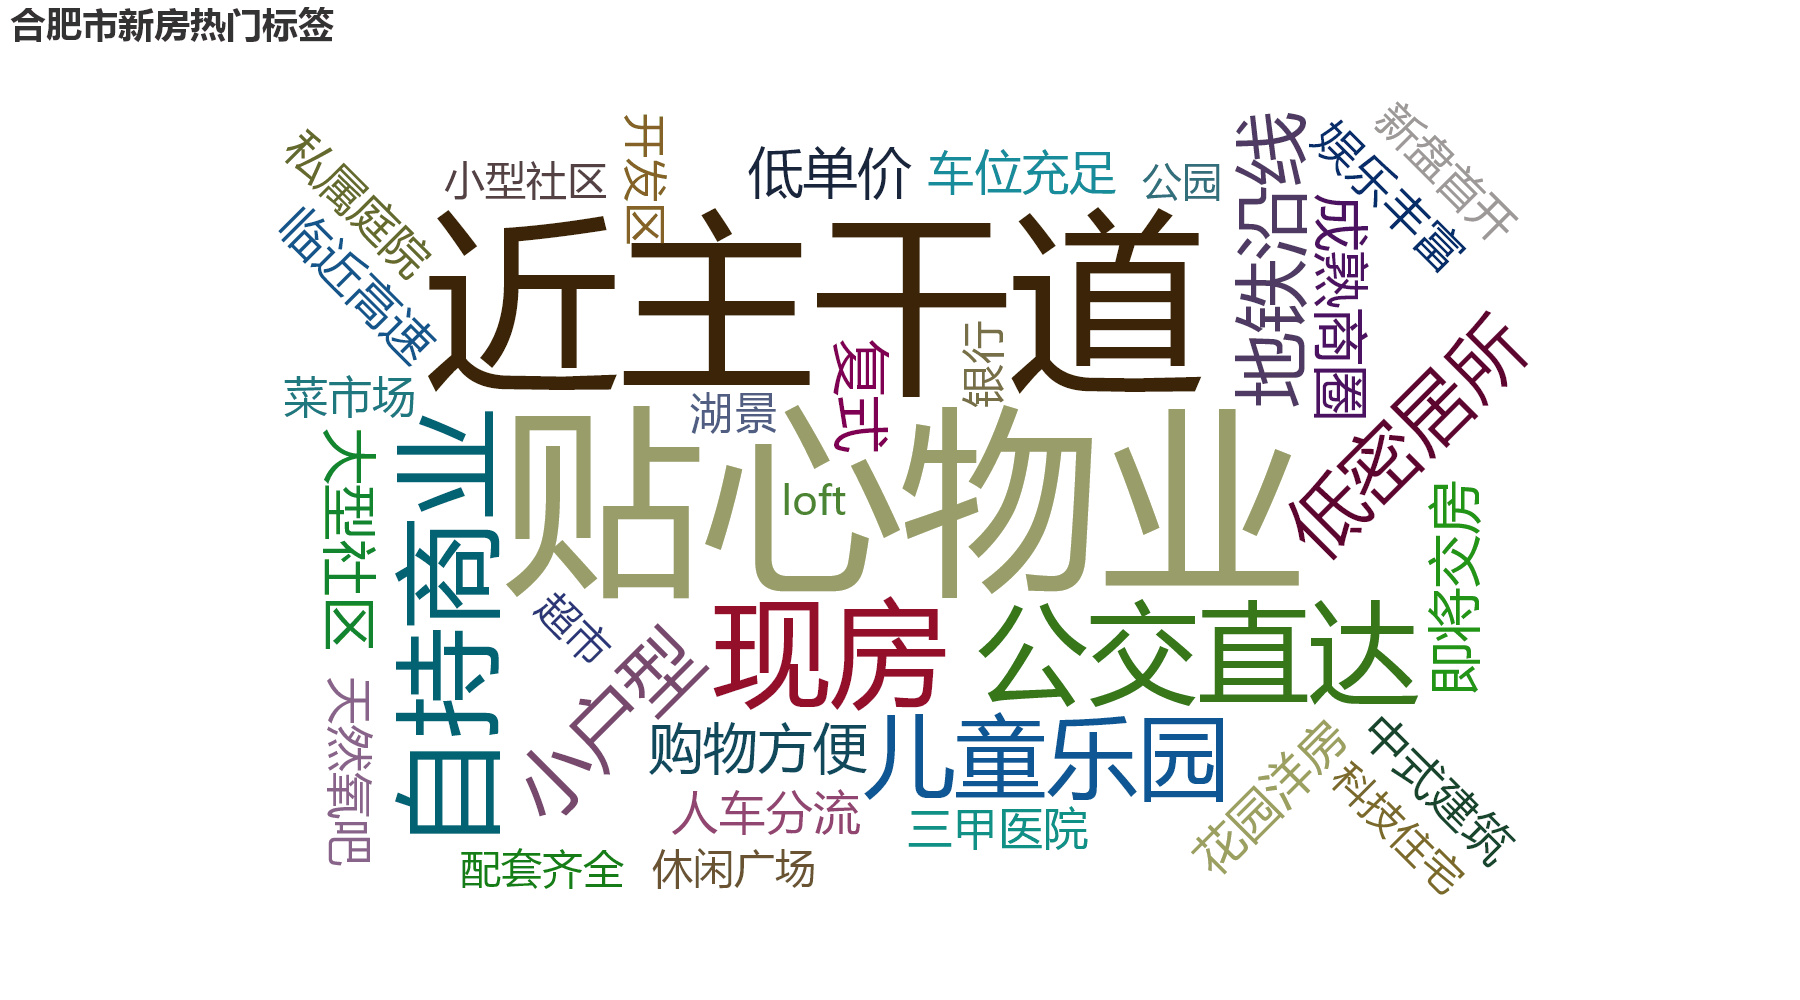 合肥市新房热门标签
私属庭院
小型社区
开发区
低单价
车位充足
公园
地铁沿线
娱乐丰富
新盘首开
临近高速
近主干道
成熟商圈
菜市场
湖景
复式
银行
低密居所
大型社区
自持商业
贴心物业
loft
即将交房
超市
小户型
现房
公交直达
天然氧吧
购物方便
儿童乐园
花园洋房
中式建筑
人车分流
三甲医院
科技住宅
配套齐全
休闲广场